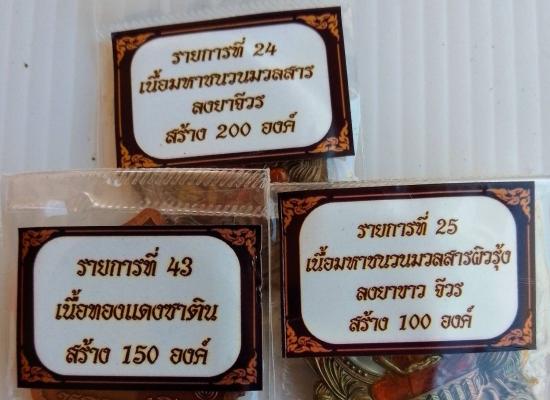 รายการที่ 24
เนื้อมหาชนวนมวลสาร
ลงยาจีวร
สร้าง 200 องค์
รายการที่ 43
เนื้อทองแดงซาติน
สร้าง 150 องค์
รายการที่ 25
เนื้อมหาชนวนมวลสารผิวรุ้ง
ลงยาขาว จีวร
สร้าง 100 องค์